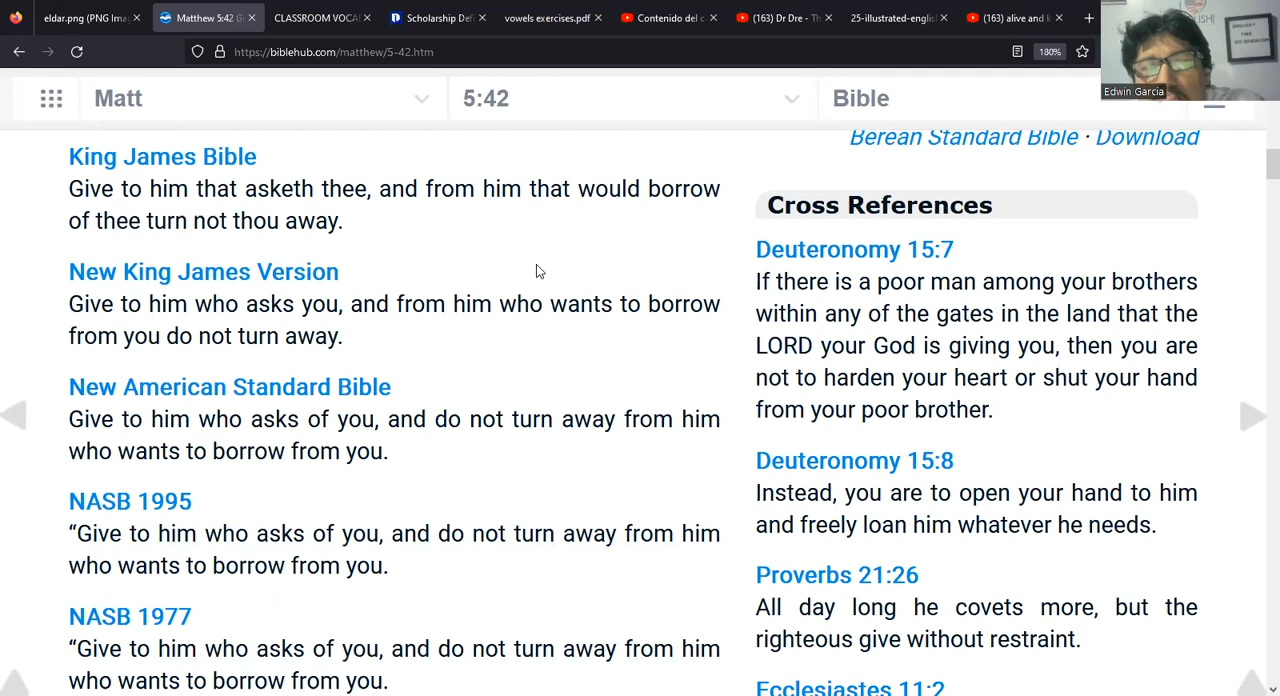 eldar.png (PNG Ima
Matthew 5:42 G
CLASSROOM VOCA
Scholarship Def
vowels exercises.pdf
Contenido del c
(163) Dr Dre - Th
25-illustrated-engli
(163) alive and k
https://biblehub.com/matthew/5-42.htm
180%
Edwin Garcia
Matt
5:42
Bible
King James Bible
Give to him that asketh thee, and from him that would borrow
of thee turn not thou away.
New King James Version
Give to him who asks you, and from him who wants to borrow
from you do not turn away.
New American Standard Bible
Give to him who asks of you, and do not turn away from him
who wants to borrow from you.
NASB 1995
“Give to him who asks of you, and do not turn away from him
who wants to borrow from you.
NASB 1977
“Give to him who asks of you, and do not turn away from him
who wants to borrow from you.
Berean Standard Bible · Download
Cross References
Deuteronomy 15:7
If there is a poor man among your brothers
within any of the gates in the land that the
LORD your God is giving you, then you are
not to harden your heart or shut your hand
from your poor brother.
Deuteronomy 15:8
Instead, you are to open your hand to him
and freely loan him whatever he needs.
Proverbs 21:26
All day long he covets more, but the
righteous give without restraint.
Ecclesiastes 11:2